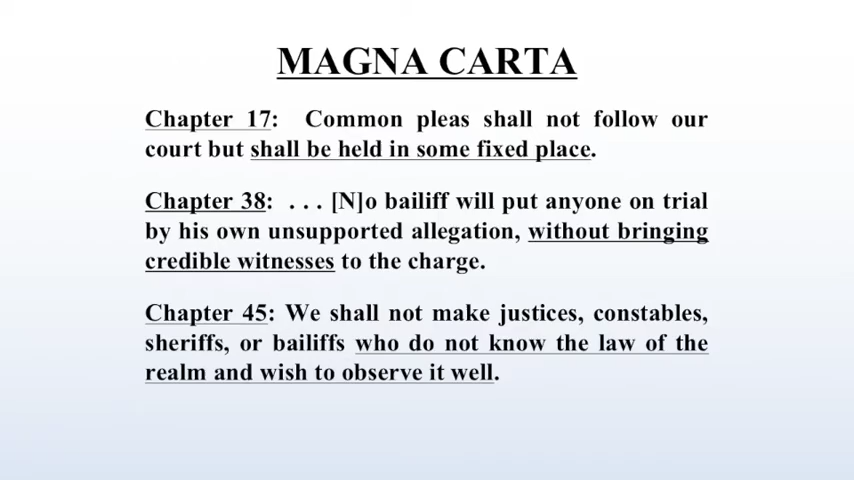 MAGNA CARTA
Chapter 17: Common pleas shall not follow our
court but shall be held in some fixed place.
Chapter 38: . . . [N]o bailiff will put anyone on trial
by his own unsupported allegation, without bringing
credible witnesses to the charge.
Chapter 45: We shall not make justices, constables,
sheriffs, or bailiffs who do not know the law of the
realm and wish to observe it well.